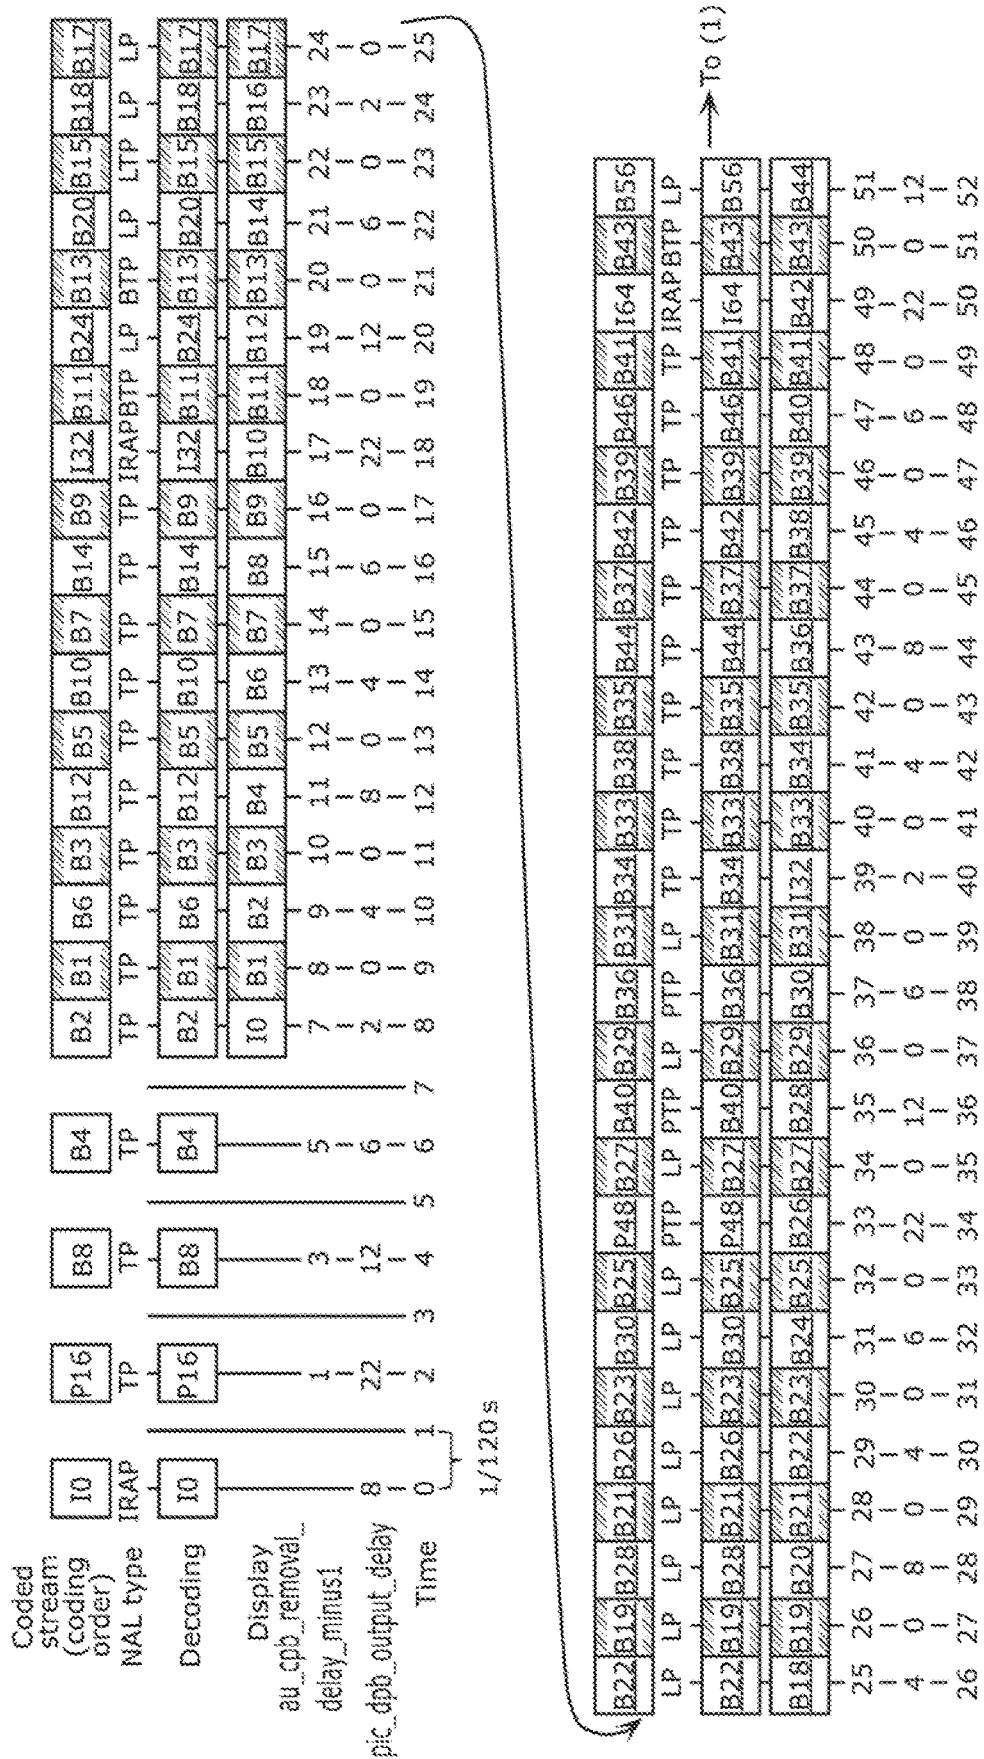 Coded stream (coding order) I0 P16 B8 B4 B2 B1 B6 B3 B12 B5 B10 B7 B14 B9 I32 B11 B24 B13 B20 B15 B18 B17
NAL type IRAP TP TP TP TP TP TP TP TP TP TP TP TP TP IRAP BTP LP BTP LP LTP LP LP
Decoding I0 P16 B8 B4 B2 B1 B6 B3 B12 B5 B10 B7 B14 B9 I32 B11 B24 B13 B20 B15 B18 B17
Display I0 B1 B2 B3 B4 B5 B6 B7 B8 B9 B10 B11 B12 B13 B14 B15 B16 B17
au_cpb_removal_delay_minus1 1 3 5 7 8 9 10 11 12 13 14 15 16 17 18 19 20 21 22 23 24
pic_dpb_output_delay 8 22 12 6 2 0 4 0 8 0 4 0 6 0 22 0 12 0 6 0 2 0
Time 0 1 2 3 4 5 6 7 8 9 10 11 12 13 14 15 16 17 18 19 20 21 22 23 24 25
1/120 s
B22 B19 B28 B21 B26 B23 B30 B25 P48 B27 B40 B29 B36 B31 B34 B33 B38 B35 B44 B37 B42 B39 B46 B41 I64 B43 B56
LP LP LP LP LP LP LP LP PTP LP PTP LP PTP LP TP TP TP TP TP TP TP TP TP TP IRAP BTP LP
B22 B19 B28 B21 B26 B23 B30 B25 P48 B27 B40 B29 B36 B31 B34 B33 B38 B35 B44 B37 B42 B39 B46 B41 I64 B43 B56 To (1)
B18 B19 B20 B21 B22 B23 B24 B25 B26 B27 B28 B29 B30 B31 I32 B33 B34 B35 B36 B37 B38 B39 B40 B41 B42 B43 B44
25 26 27 28 29 30 31 32 33 34 35 36 37 38 39 40 41 42 43 44 45 46 47 48 49 50 51
4 0 8 0 4 0 6 0 22 0 12 0 6 0 2 0 4 0 8 0 4 0 6 0 22 0 12
26 27 28 29 30 31 32 33 34 35 36 37 38 39 40 41 42 43 44 45 46 47 48 49 50 51 52